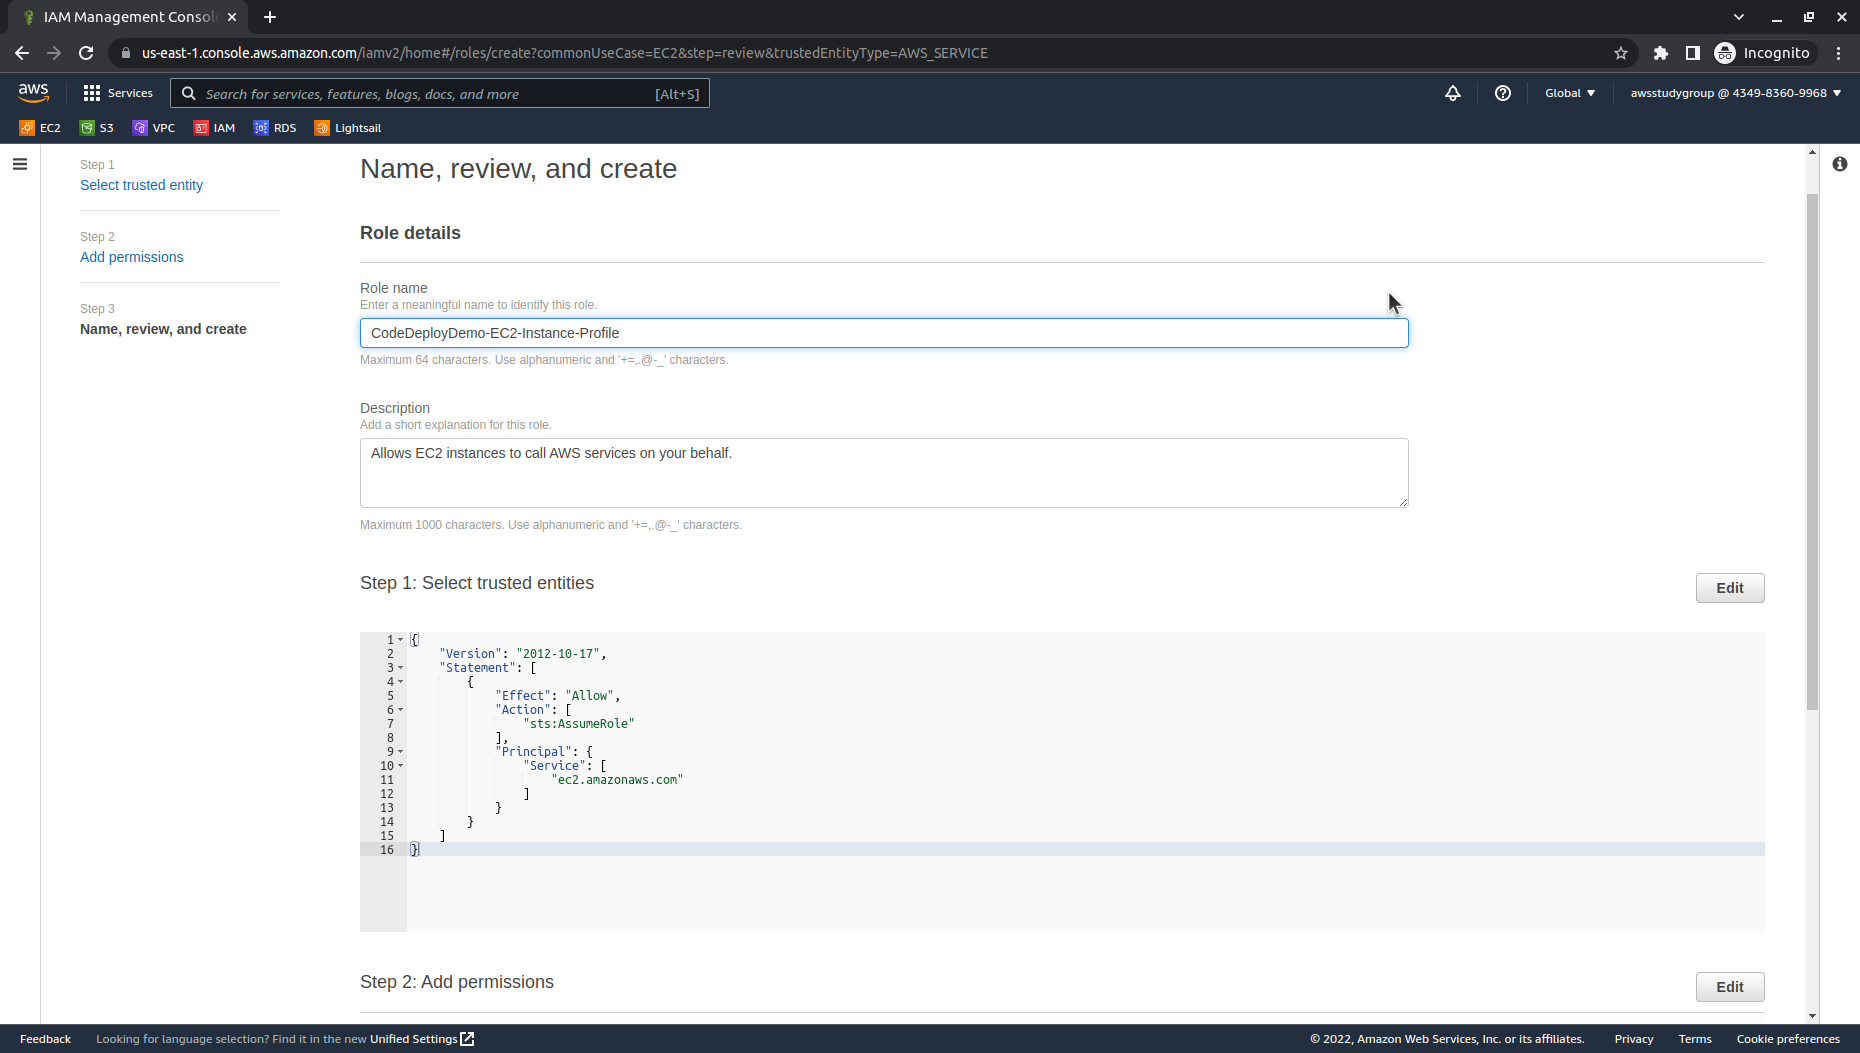 IAM Management Consol
us-east-1.console.aws.amazon.com/iamv2/home#/roles/create?commonUseCase=EC2&step=review&trustedEntityType=AWS_SERVICE
Incognito
aws
Services
Search for services, features, blogs, docs, and more
[Alt+S]
Global
awsstudygroup @ 4349-8360-9968
EC2
S3
VPC
IAM
RDS
Lightsail
Step 1
Select trusted entity
Step 2
Add permissions
Step 3
Name, review, and create
Name, review, and create
Role details
Role name
Enter a meaningful name to identify this role.
CodeDeployDemo-EC2-Instance-Profile
Maximum 64 characters. Use alphanumeric and '+=,.@-_' characters.
Description
Add a short explanation for this role.
Allows EC2 instances to call AWS services on your behalf.
Maximum 1000 characters. Use alphanumeric and '+=,.@-_' characters.
Step 1: Select trusted entities
Edit
1 {
2 "Version": "2012-10-17",
3 "Statement": [
4 {
5 "Effect": "Allow",
6 "Action": [
7 "sts:AssumeRole"
8 ],
9 "Principal": {
10 "Service": [
11 "ec2.amazonaws.com"
12 ]
13 }
14 }
15 ]
16 }
Step 2: Add permissions
Edit
Feedback
Looking for language selection? Find it in the new Unified Settings
© 2022, Amazon Web Services, Inc. or its affiliates.
Privacy
Terms
Cookie preferences